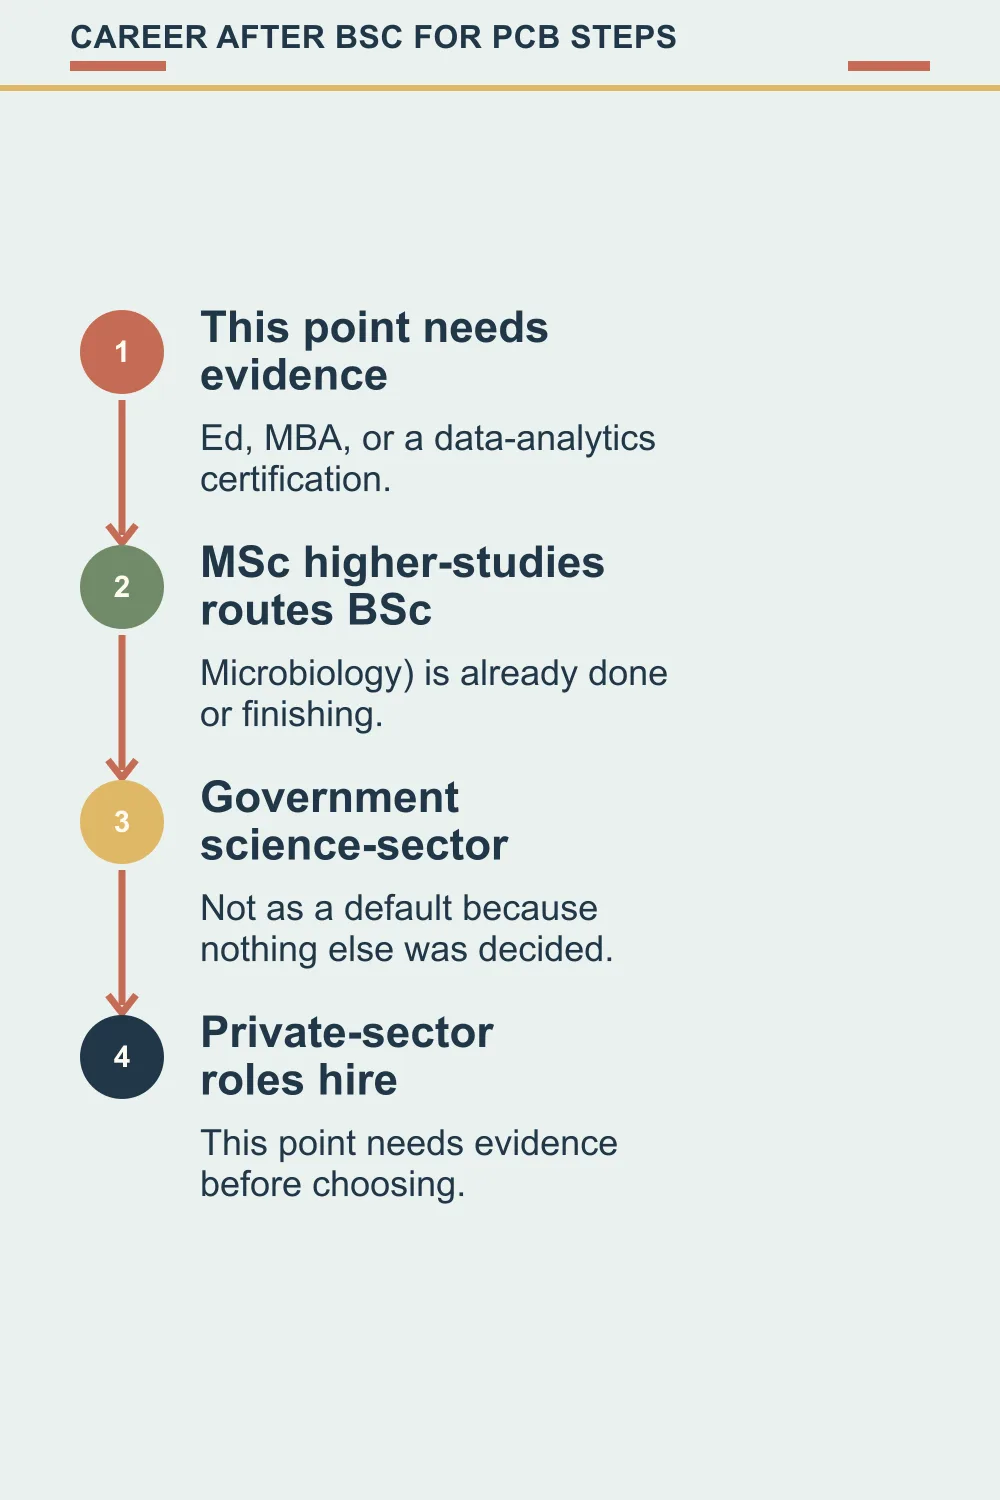 CAREER AFTER BSC FOR PCB STEPS
1
This point needs
evidence
Ed, MBA, or a data-analytics
certification.
2
MSc higher-studies
routes BSc
Microbiology) is already done
or finishing.
3
Government
science-sector
Not as a default because
nothing else was decided.
4
Private-sector
roles hire
This point needs evidence
before choosing.